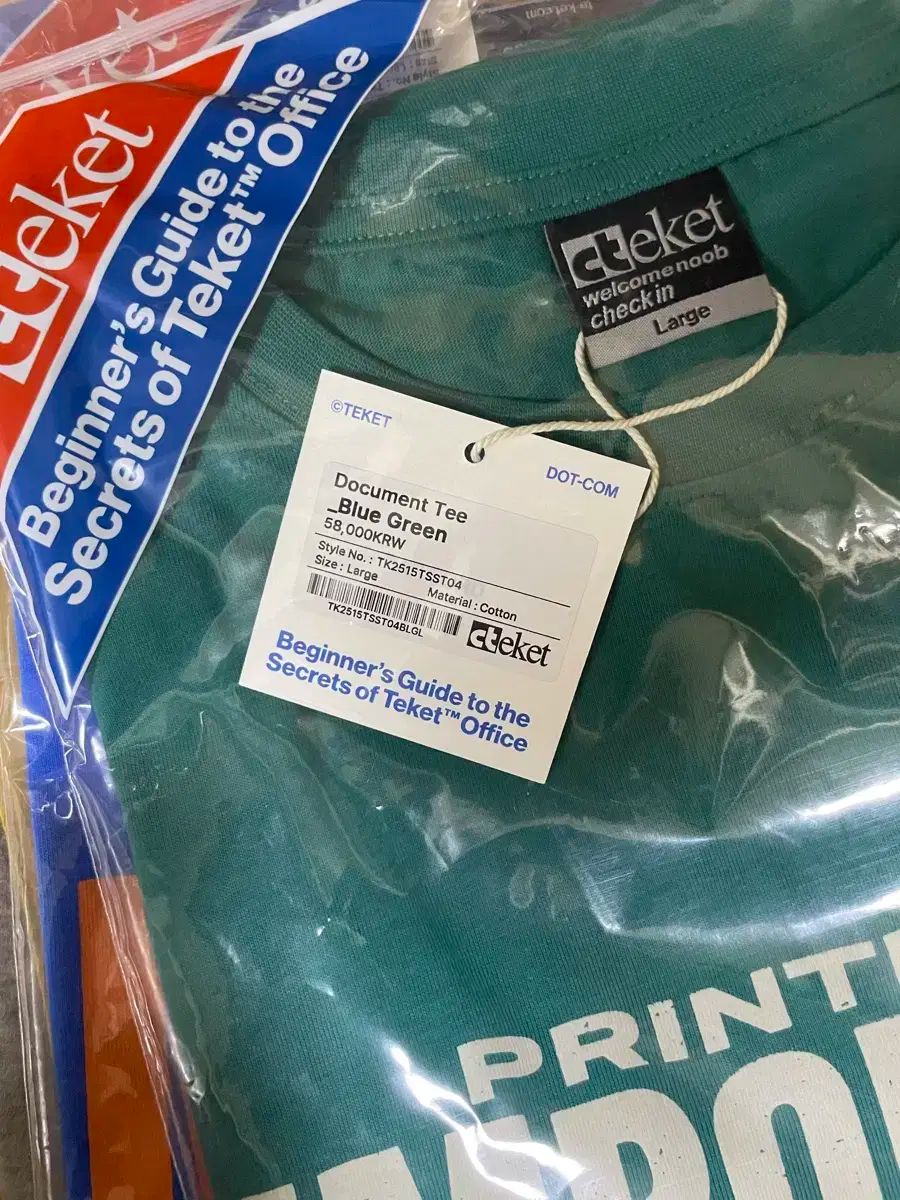 teket
Beginner's Guide to the
Secrets of Teket™ Office
teket
welcome noob
check in
Large
©TEKET
DOT-COM
Document Tee
_Blue Green
58,000KRW
Style No. : TK2515TSST04
Size : Large
Material : Cotton
TK2515TSST04BLGL
teket
Beginner's Guide to the
Secrets of Teket™ Office